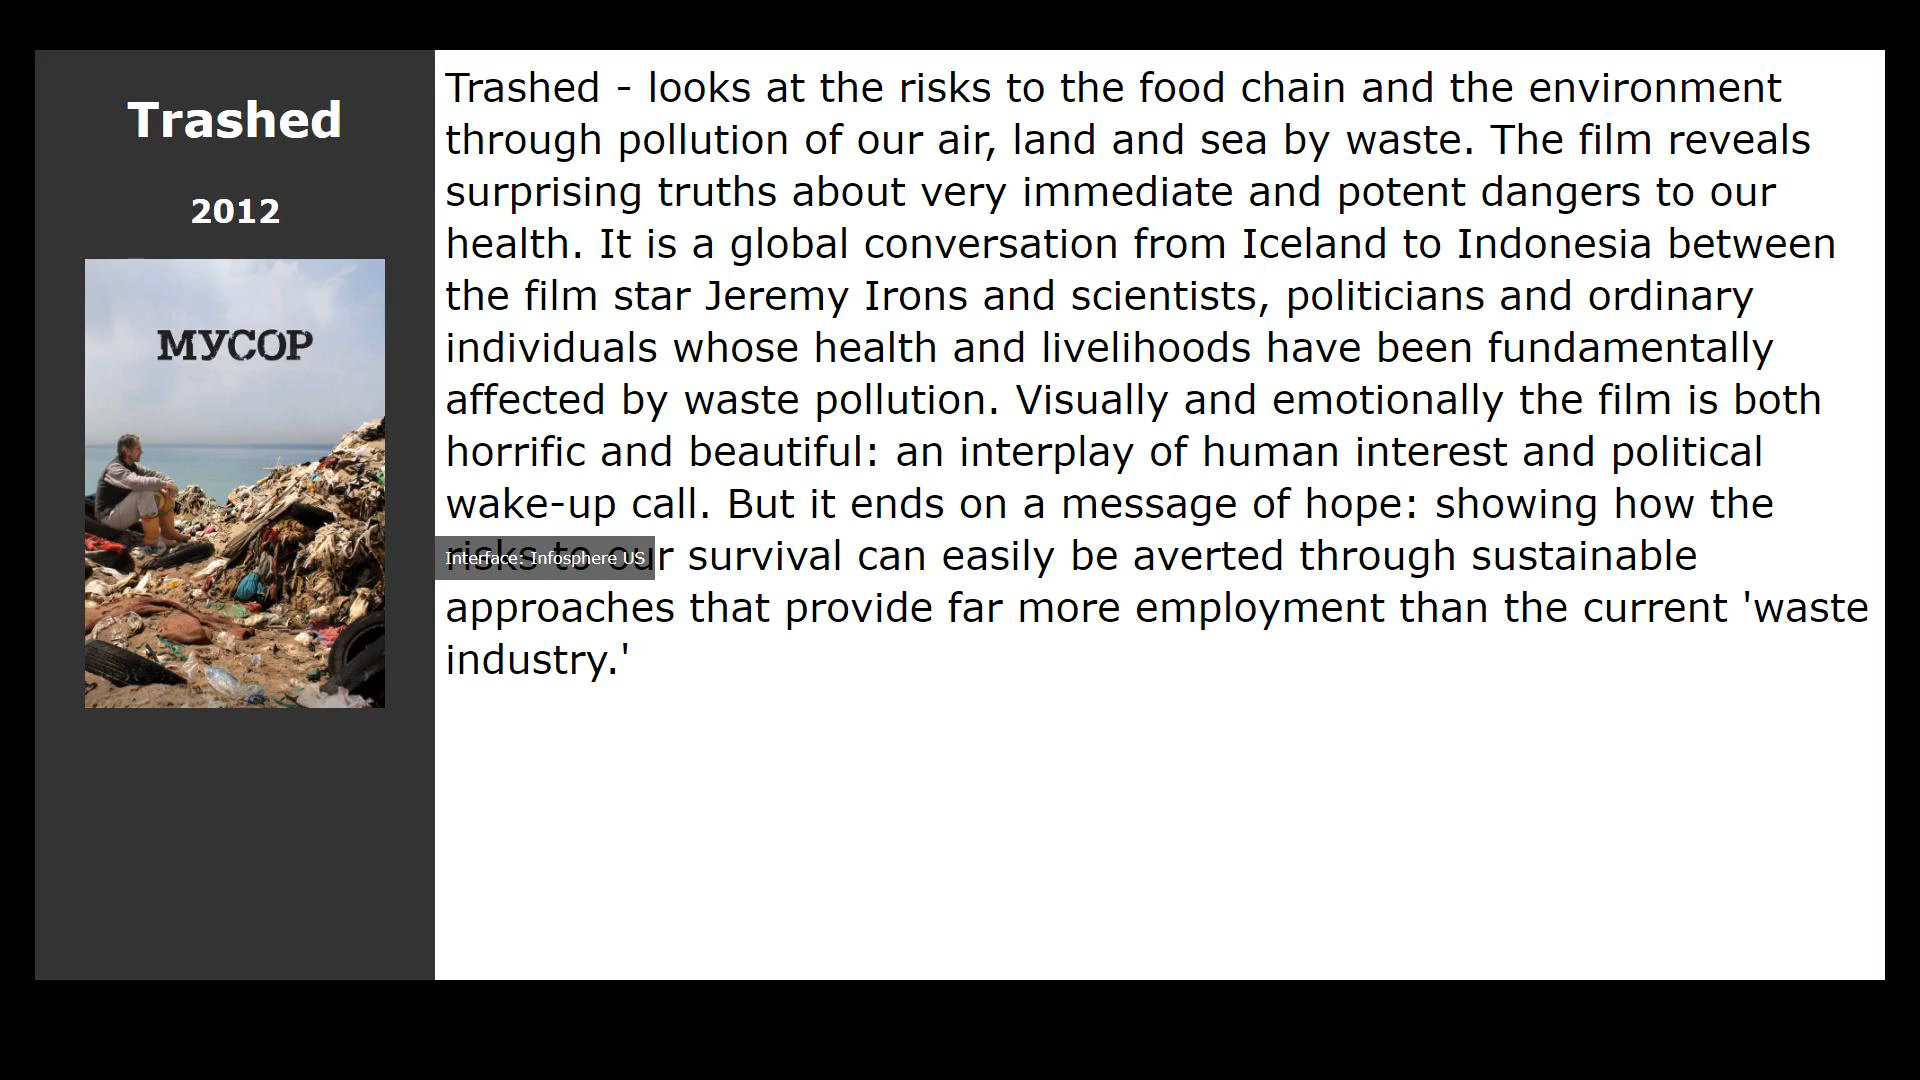 Trashed
2012
МУСОР
Trashed - looks at the risks to the food chain and the environment
through pollution of our air, land and sea by waste. The film reveals
surprising truths about very immediate and potent dangers to our
health. It is a global conversation from Iceland to Indonesia between
the film star Jeremy Irons and scientists, politicians and ordinary
individuals whose health and livelihoods have been fundamentally
affected by waste pollution. Visually and emotionally the film is both
horrific and beautiful: an interplay of human interest and political
wake-up call. But it ends on a message of hope: showing how the
risks to our survival can easily be averted through sustainable
Interface: Infosphere US
approaches that provide far more employment than the current 'waste
industry.'